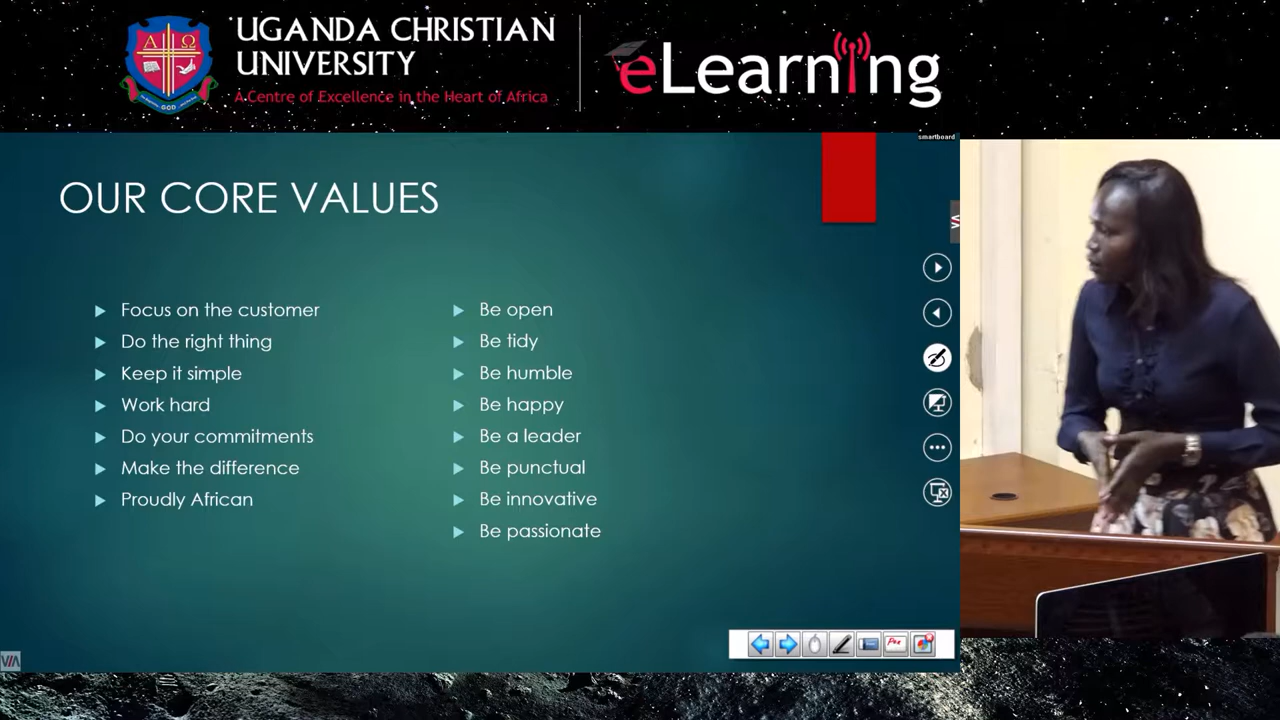 UGANDA CHRISTIAN
UNIVERSITY
A Centre of Excellence in the Heart of Africa
eLearning
smartboard
OUR CORE VALUES
Focus on the customer
Do the right thing
Keep it simple
Work hard
Do your commitments
Make the difference
Proudly African
Be open
Be tidy
Be humble
Be happy
Be a leader
Be punctual
Be innovative
Be passionate
VIA